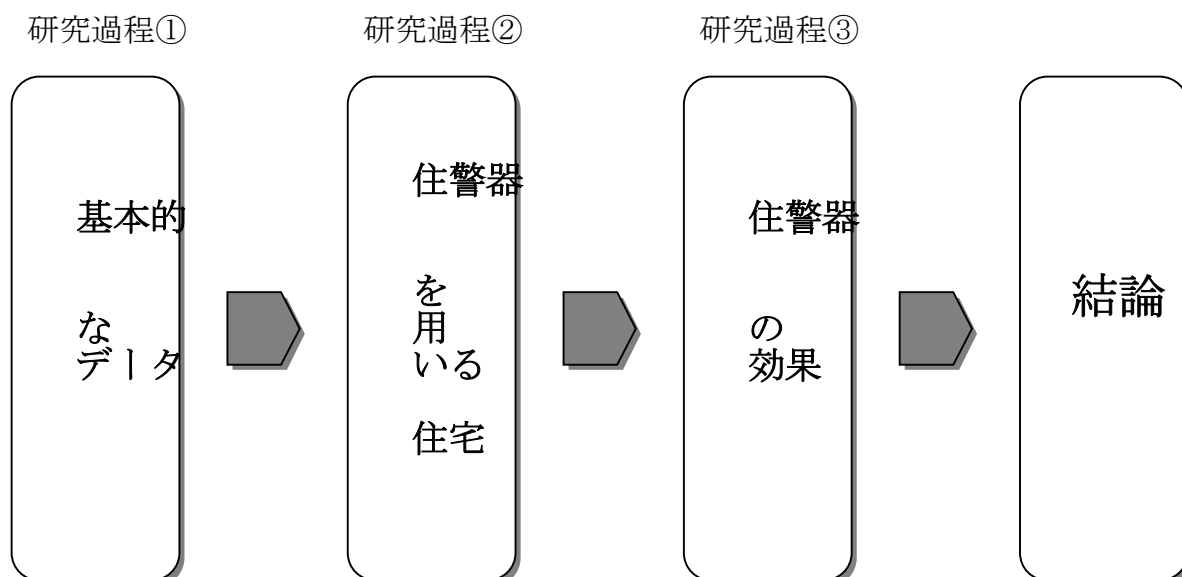 研究過程①
研究過程②
研究過程③
基本的
な
データ
住警器
を
用
いる
住宅
住警器
の
効果
結論